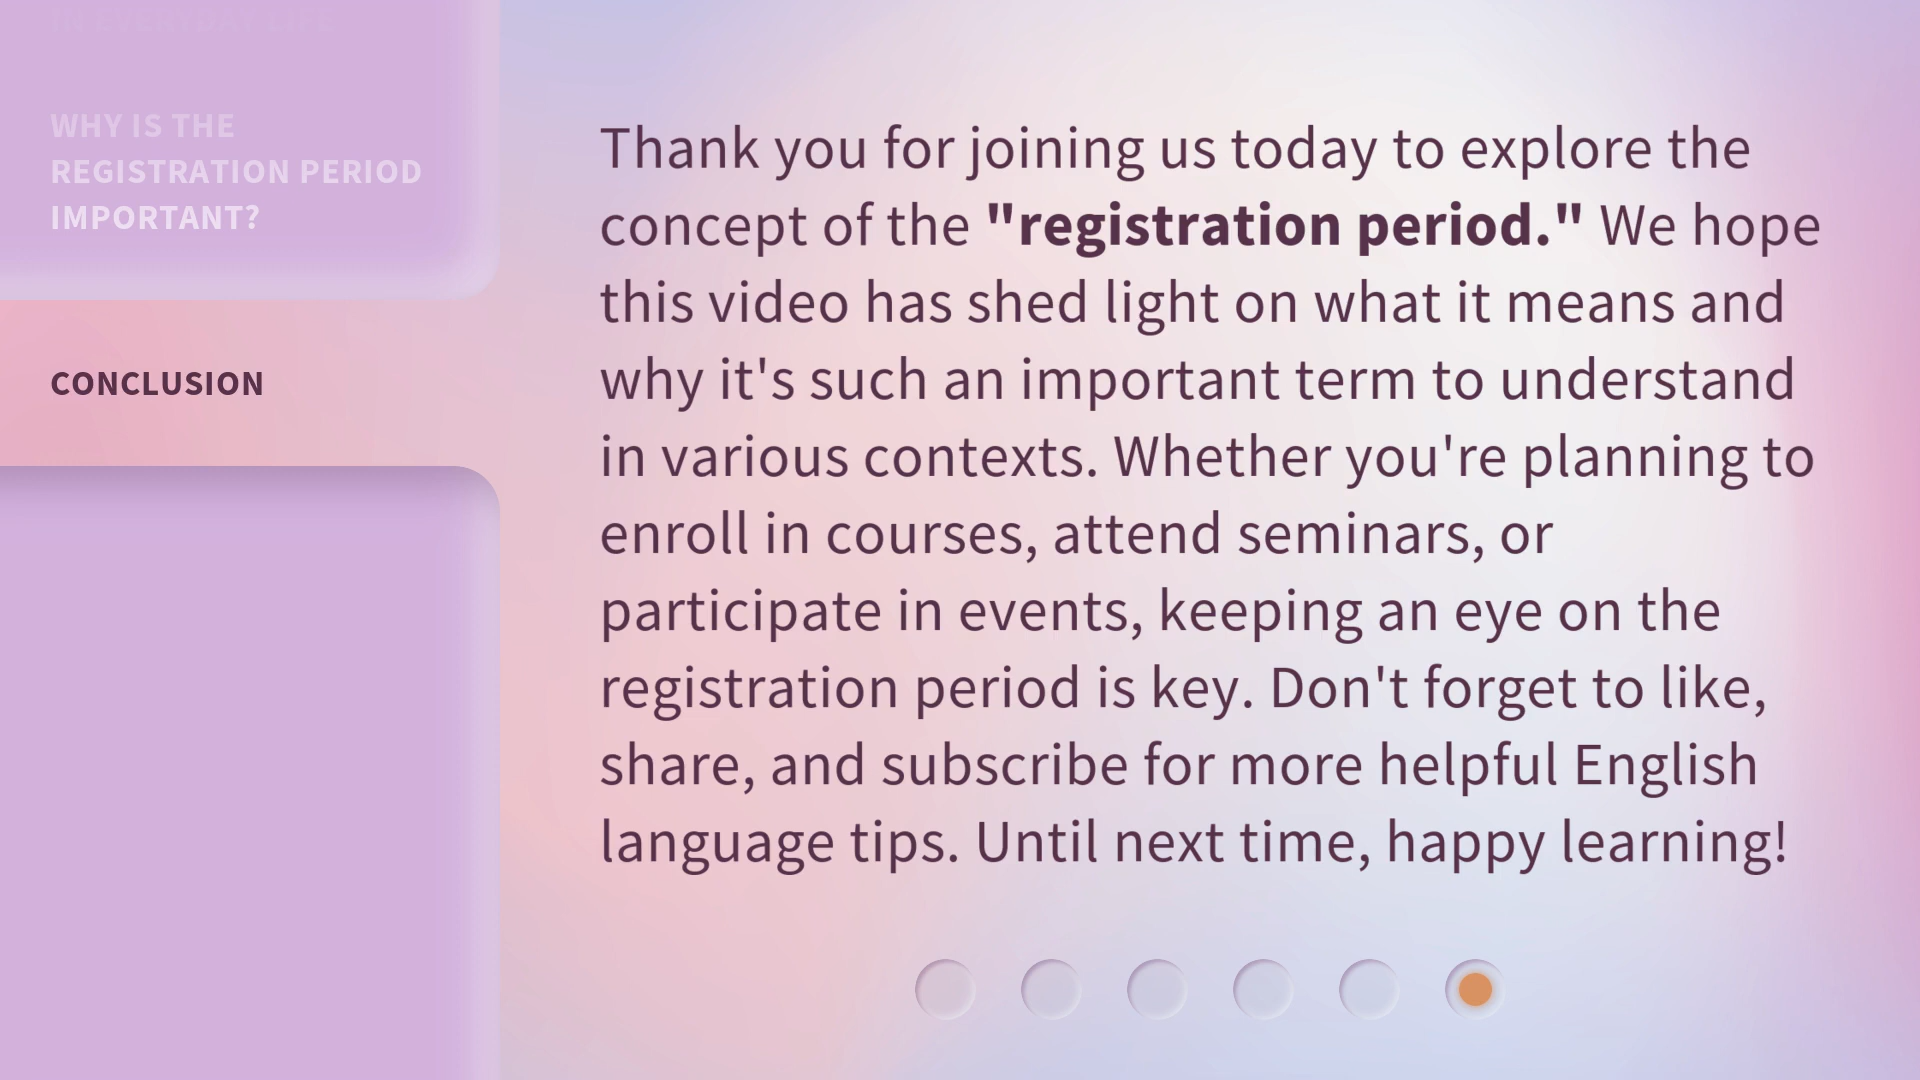 IN EVERYDAY LIFE
WHY IS THE
REGISTRATION PERIOD
IMPORTANT?
CONCLUSION
Thank you for joining us today to explore the
concept of the "registration period." We hope
this video has shed light on what it means and
why it's such an important term to understand
in various contexts. Whether you're planning to
enroll in courses, attend seminars, or
participate in events, keeping an eye on the
registration period is key. Don't forget to like,
share, and subscribe for more helpful English
language tips. Until next time, happy learning!